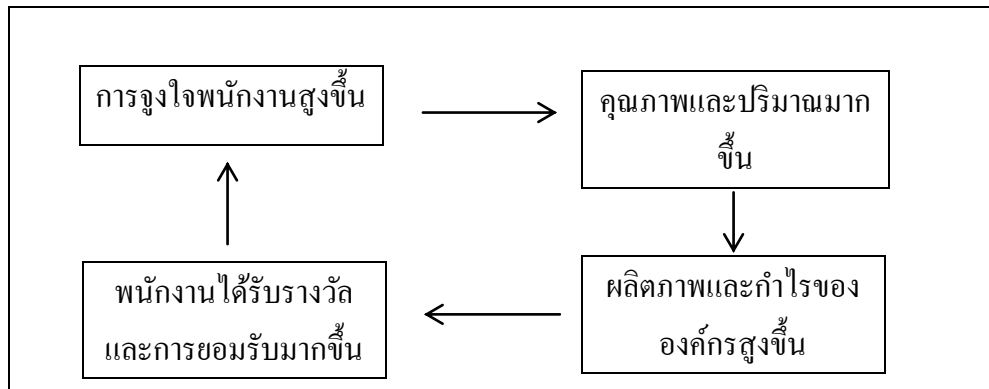 การจูงใจพนักงานสูงขึ้น
คุณภาพและปริมาณมาก
ขึ้น
ผลิตภาพและกำไรของ
องค์กรสูงขึ้น
พนักงานได้รับรางวัล
และการยอมรับมากขึ้น